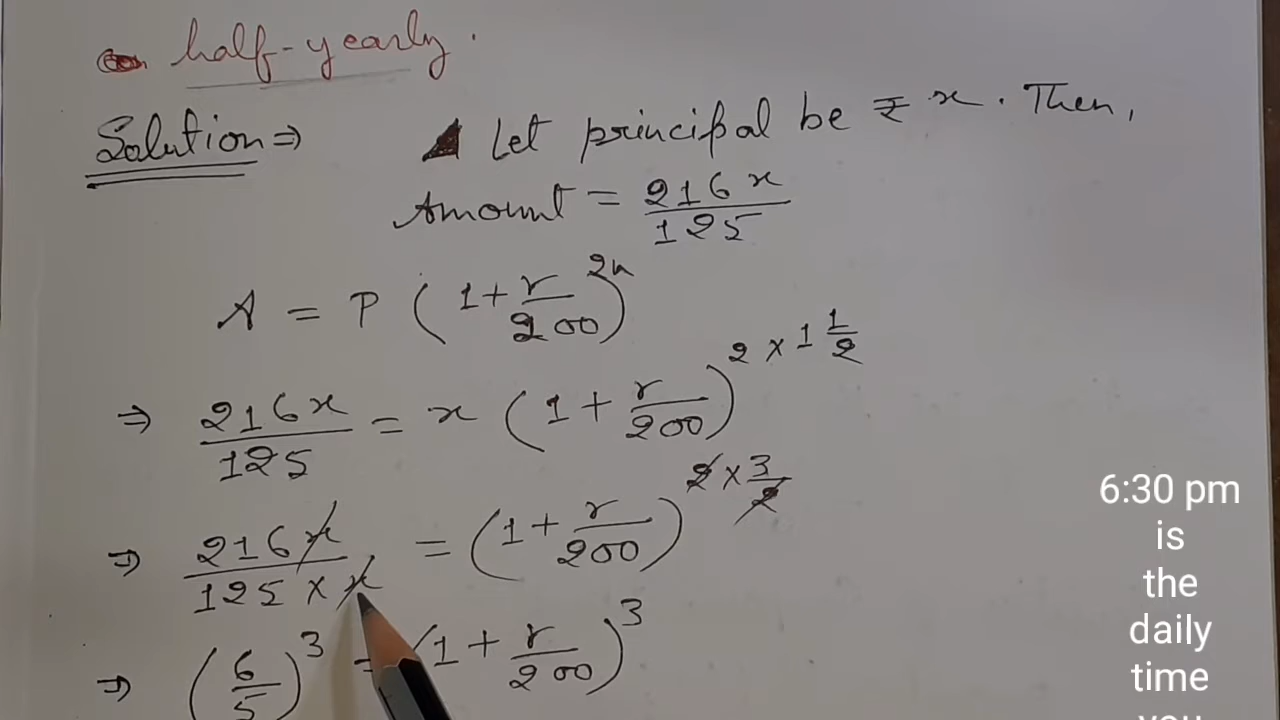 half-yearly.
Solution ⇒ Let principal be ₹ x. Then,
Amount = 216x/125
A = P (1 + r/200)^2n
⇒ 216x/125 = x (1 + r/200)^2 × 1 1/2
⇒ 216x/125 × x = (1 + r/200)^2 × 3/2
⇒ (6/5)^3 = (1 + r/200)^3
6:30 pm
is
the
daily
time
you